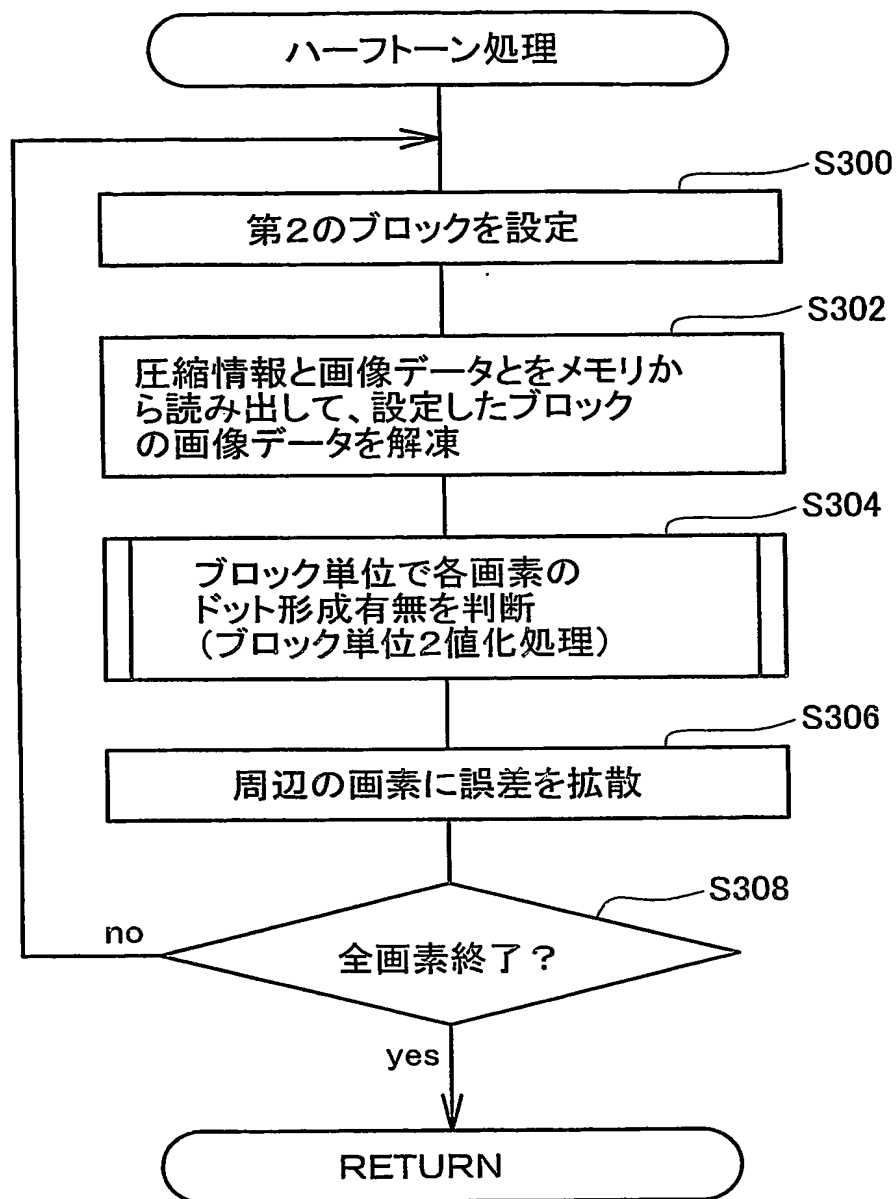 ハーフトーン処理
S300
第2のブロックを設定
S302
圧縮情報と画像データとをメモリか
ら読み出して、設定したブロック
の画像データを解凍
S304
ブロック単位で各画素の
ドット形成有無を判断
(ブロック単位2値化処理)
S306
周辺の画素に誤差を拡散
S308
no
全画素終了?
yes
RETURN